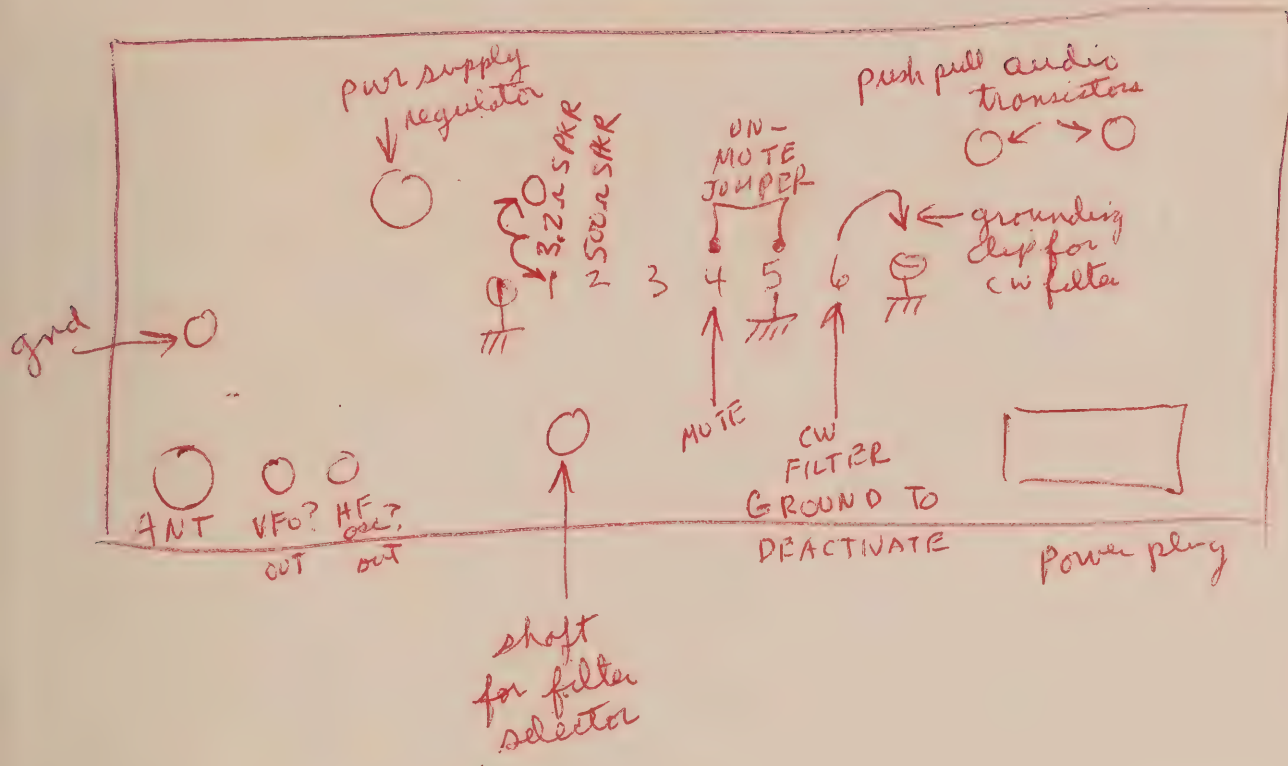 pwr supply
regulator
push pull audio
transistors
3.2Ω SPKR
500Ω SPKR
UN-
MUTE
JUMPER
grounding
clip for
CW filter
1 2 3 4 5 6
gnd
MUTE
CW
FILTER
GROUND TO
DEACTIVATE
ANT
VFO?
OUT
HF
osc?
OUT
Power plug
shaft
for filter
selector